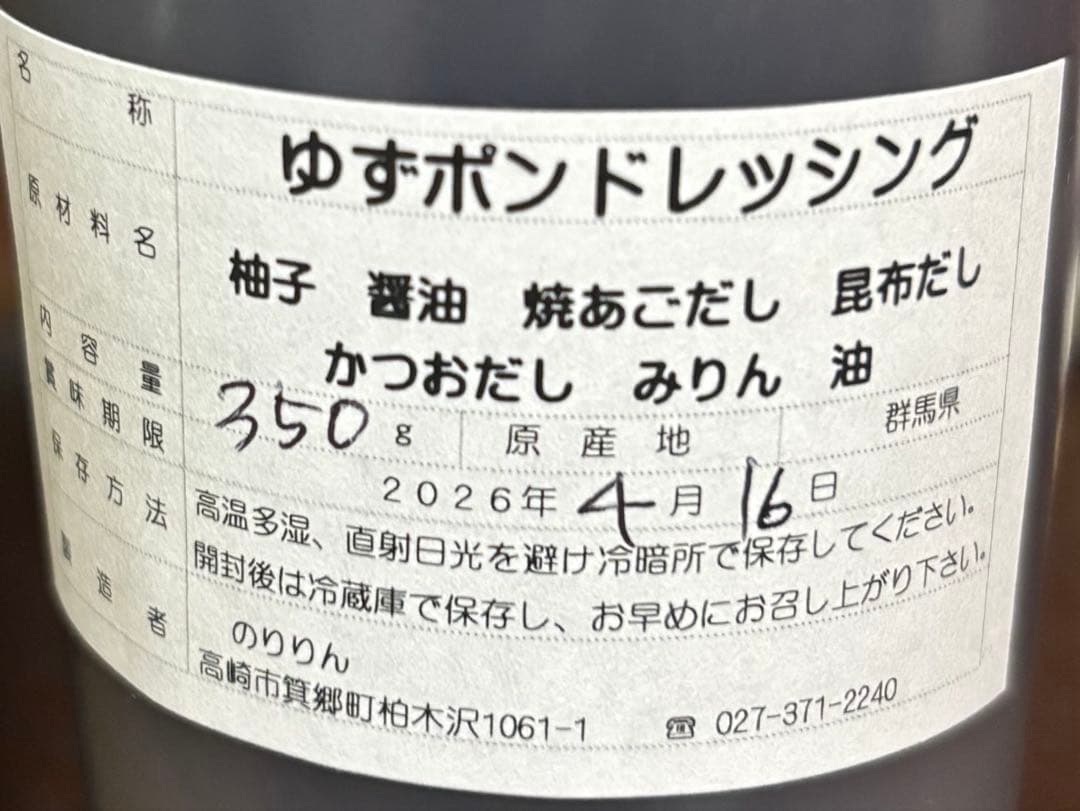 名称 ゆずポンドレッシング
原材料名 柚子 醤油 焼あごだし 昆布だし
かつおだし みりん 油
内容量 350g 原産地 群馬県
賞味期限 2026年4月16日
保存方法 高温多湿、直射日光を避け冷暗所で保存してください。
開封後は冷蔵庫で保存し、お早めにお召し上がり下さい。
製造者 のりりん
高崎市箕郷町柏木沢1061-1 ☎ 027-371-2240